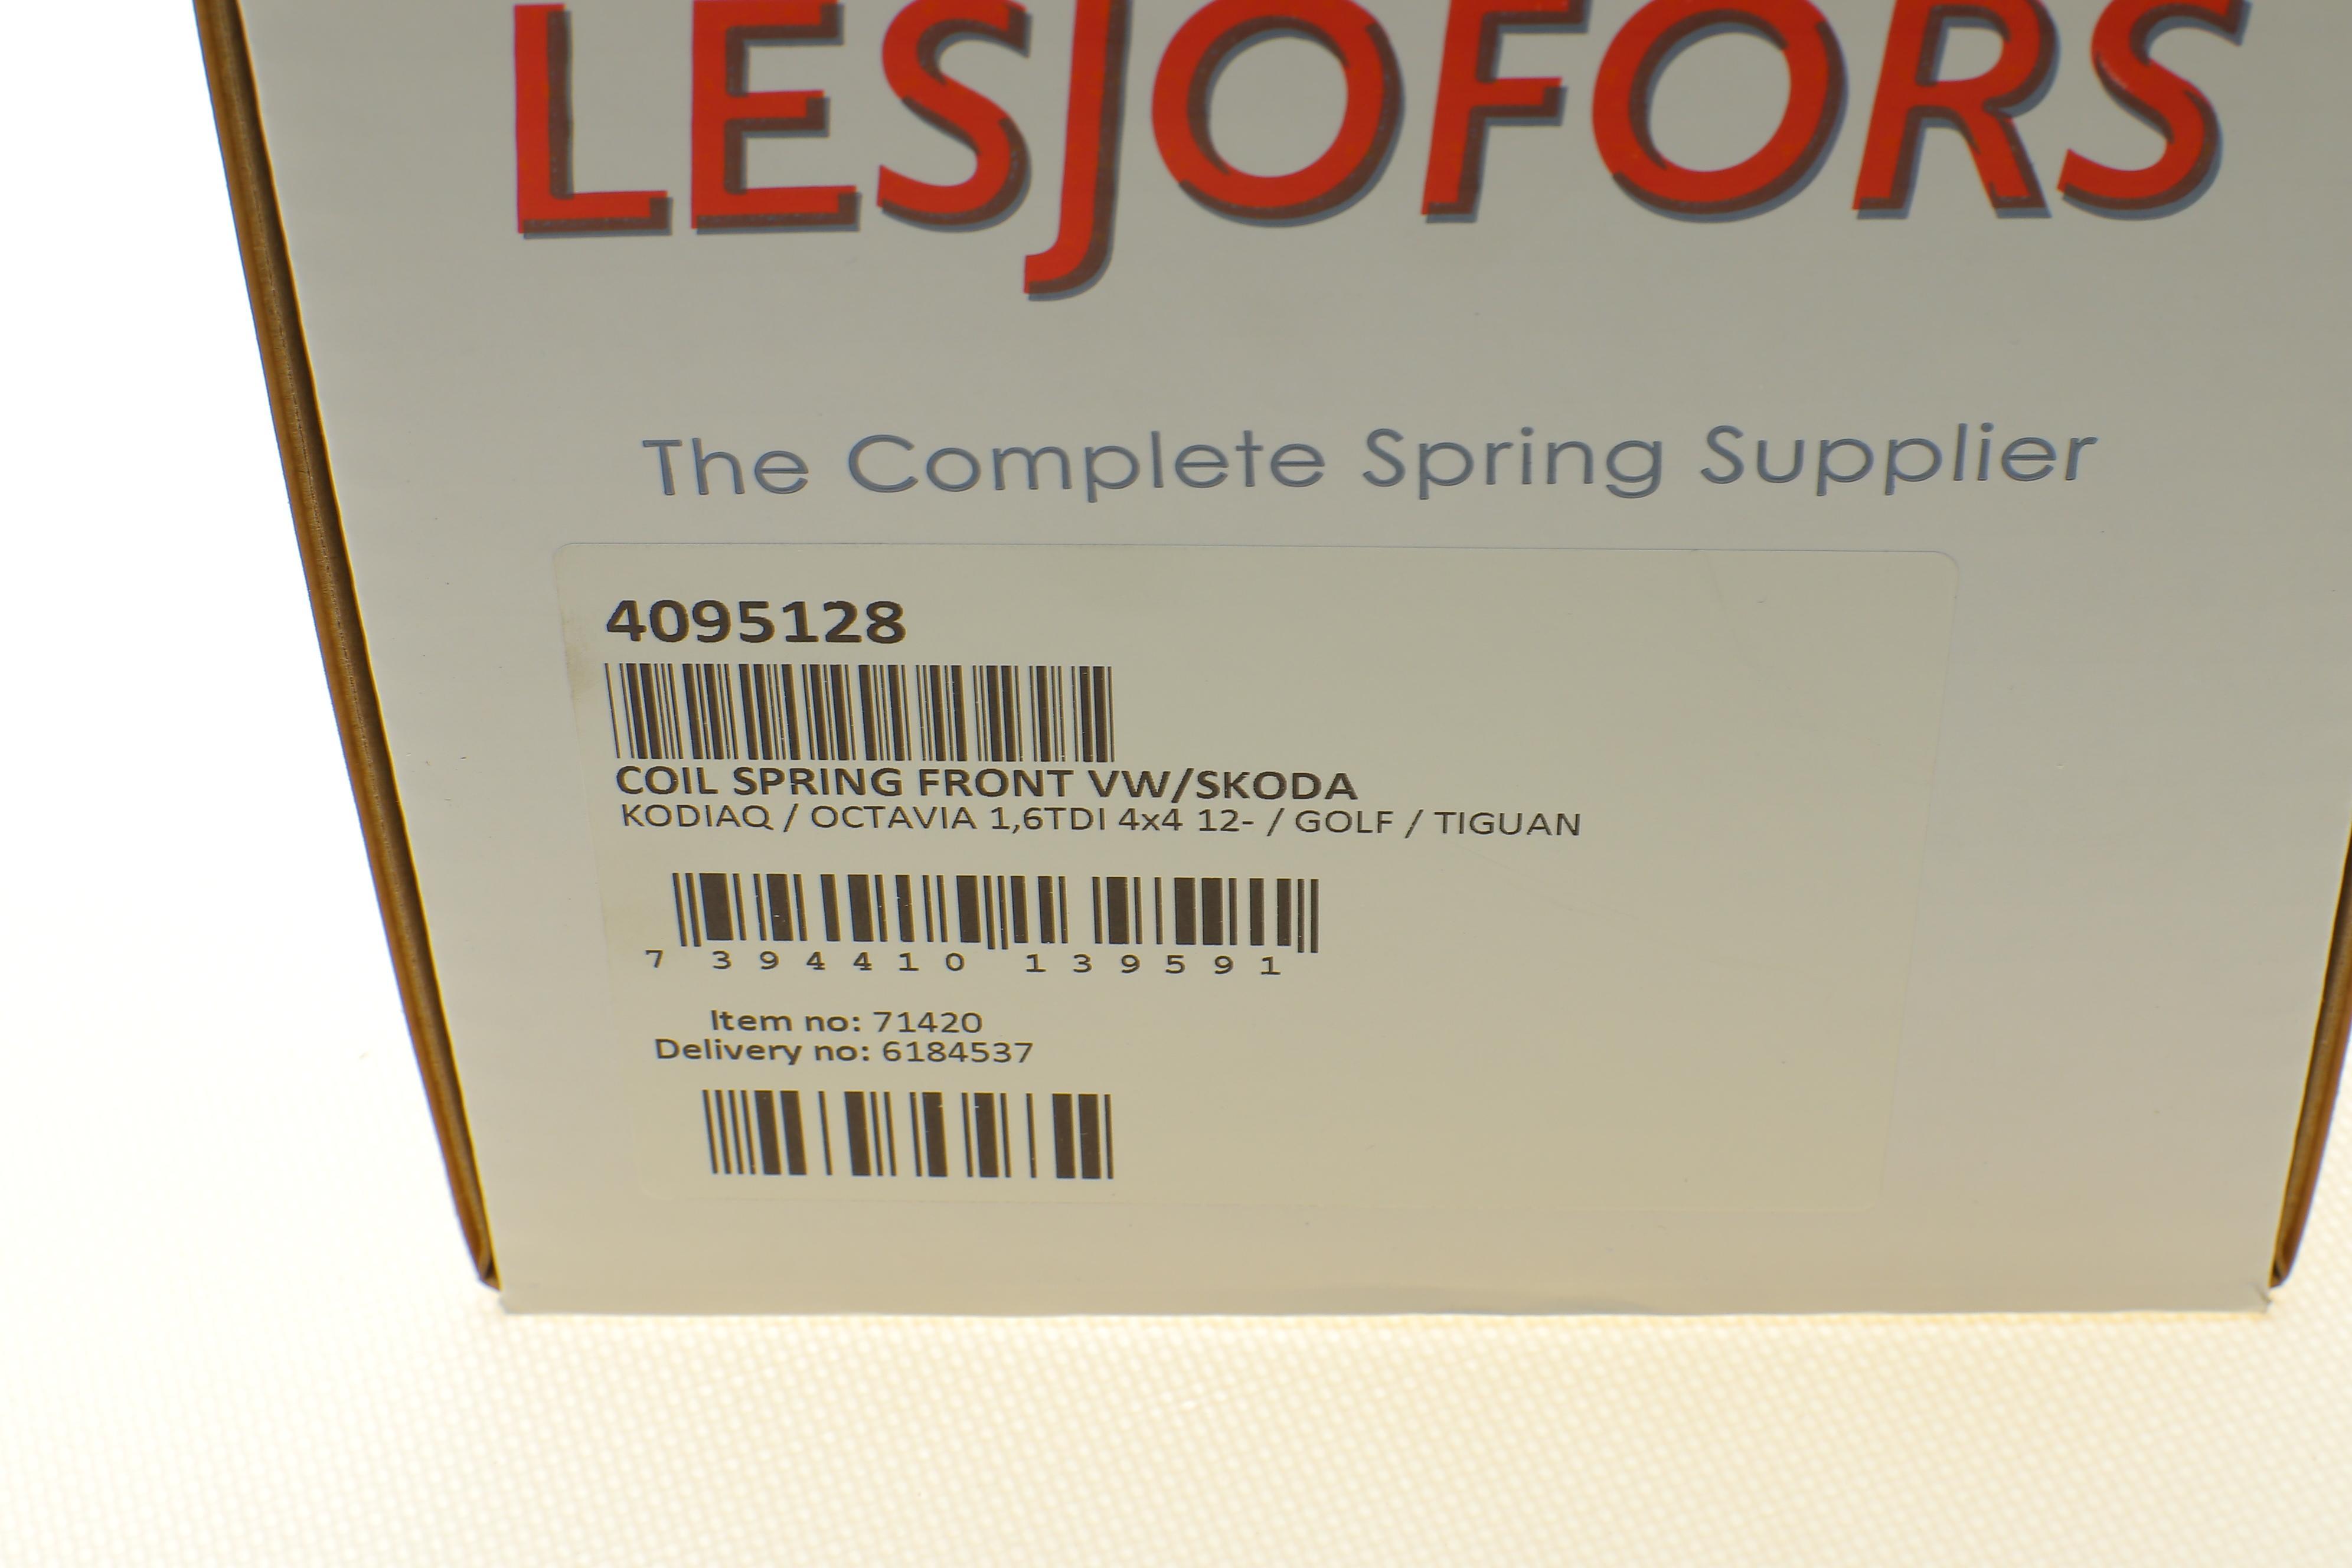 LESJOFORS
The Complete Spring Supplier
4095128
COIL SPRING FRONT VW/SKODA
KODIAQ / OCTAVIA 1,6TDI 4x4 12- / GOLF / TIGUAN
7 394410 139591
Item no: 71420
Delivery no: 6184537